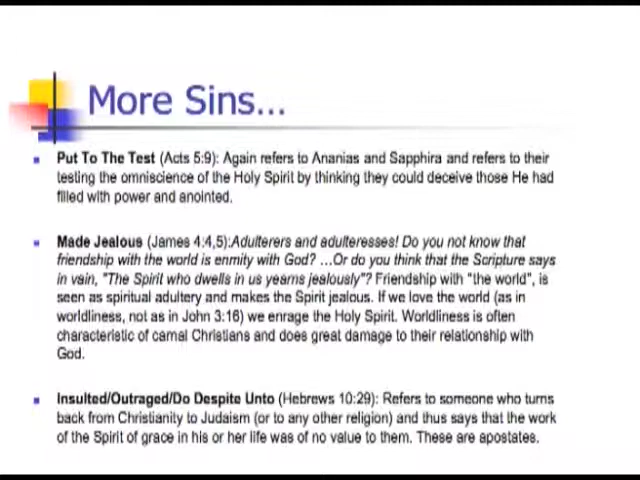 More Sins...
Put To The Test (Acts 5:9): Again refers to Ananias and Sapphira and refers to their
testing the omniscience of the Holy Spirit by thinking they could deceive those He had
filled with power and anointed.
Made Jealous (James 4:4,5):Adulterers and adulteresses! Do you not know that
friendship with the world is enmity with God? ...Or do you think that the Scripture says
in vain, "The Spirit who dwells in us yearns jealously"? Friendship with "the world", is
seen as spiritual adultery and makes the Spirit jealous. If we love the world (as in
worldliness, not as in John 3:16) we enrage the Holy Spirit. Worldliness is often
characteristic of carnal Christians and does great damage to their relationship with
God.
Insulted/Outraged/Do Despite Unto (Hebrews 10:29): Refers to someone who turns
back from Christianity to Judaism (or to any other religion) and thus says that the work
of the Spirit of grace in his or her life was of no value to them. These are apostates.